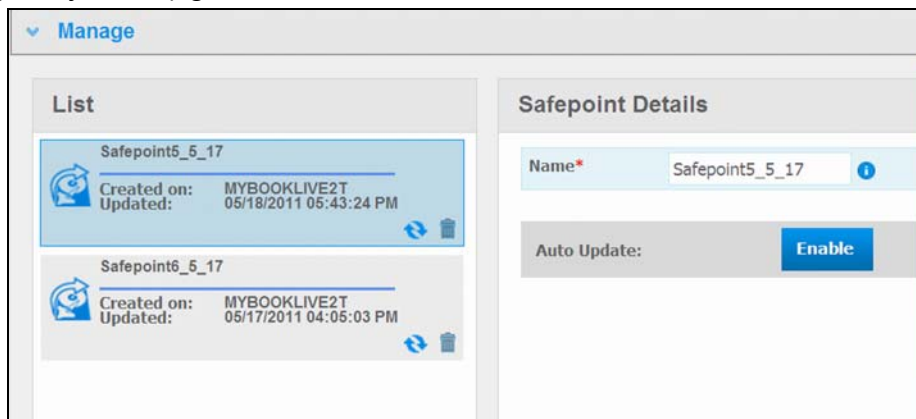 Manage
List
Safepoint5_5_17
Created on: MYBOOKLIVE2T
Updated: 05/18/2011 05:43:24 PM
Safepoint6_5_17
Created on: MYBOOKLIVE2T
Updated: 05/17/2011 04:05:03 PM
Safepoint Details
Name* Safepoint5_5_17
Auto Update: Enable